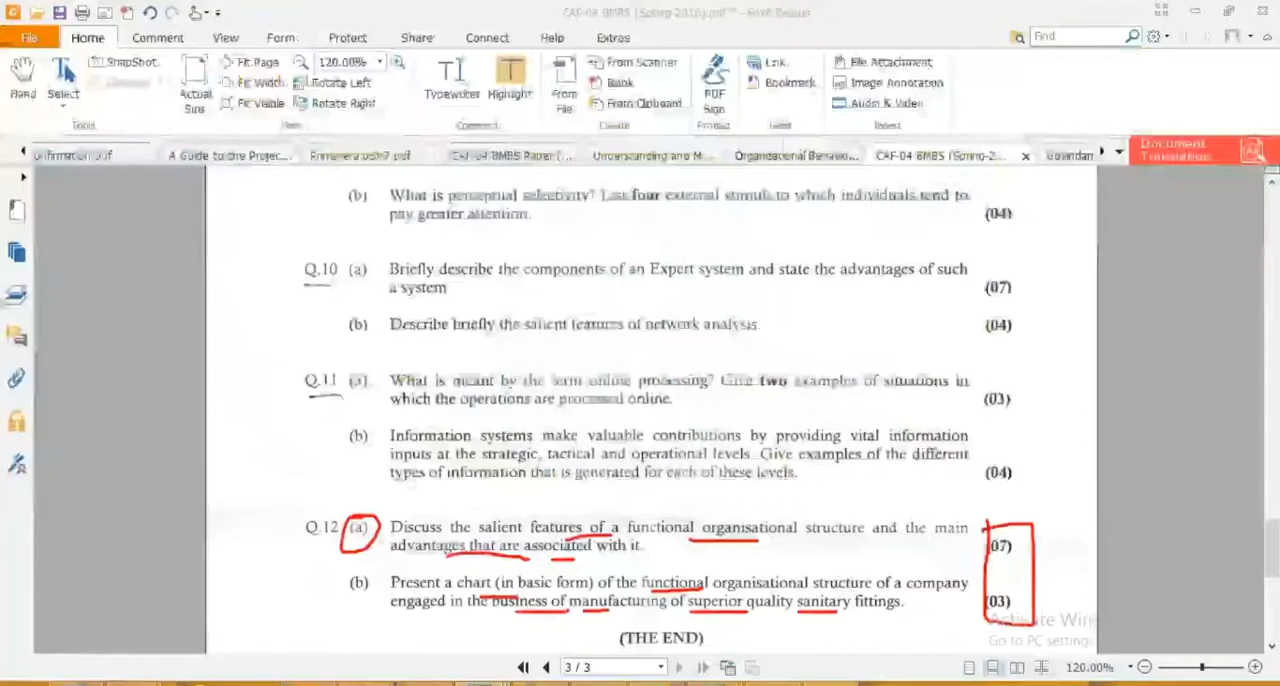 CAF-04 BMBS (Spring-2016).pdf * - Foxit Reader
File Home Comment View Form Protect Share Connect Help Extras Find
Hand
Select
SnapShot
Actual Size
Fit Page
Fit Width
Fit Visible
120.00%
Rotate Left
Rotate Right
Typewriter
Highlight
From File
From Scanner
Blank
From Clipboard
PDF Sign
Link
Bookmark
File Attachment
Image Annotation
Audio & Video
Tools View Comment Create Protect Links Insert
A Guide to the Projec... CAF-04 BMBS Paper (... Understanding and M... Organizational Behavio... CAF-04 BMBS (Spring-2... Govindan
Document
Translation
(b) What is perceptual selectivity? List four external stimuli to which individuals tend to
pay greater attention. (04)
Q.10 (a) Briefly describe the components of an Expert system and state the advantages of such
a system (07)
(b) Describe briefly the salient features of network analysis. (04)
Q.11 (a) What is meant by the term online processing? Give two examples of situations in
which the operations are processed online. (03)
(b) Information systems make valuable contributions by providing vital information
inputs at the strategic, tactical and operational levels. Give examples of the different
types of information that is generated for each of these levels. (04)
Q.12 (a) Discuss the salient features of a functional organisational structure and the main
advantages that are associated with it. (07)
(b) Present a chart (in basic form) of the functional organisational structure of a company
engaged in the business of manufacturing of superior quality sanitary fittings. (03)
(THE END)
Activate Win
Go to PC setting
3 / 3 120.00%